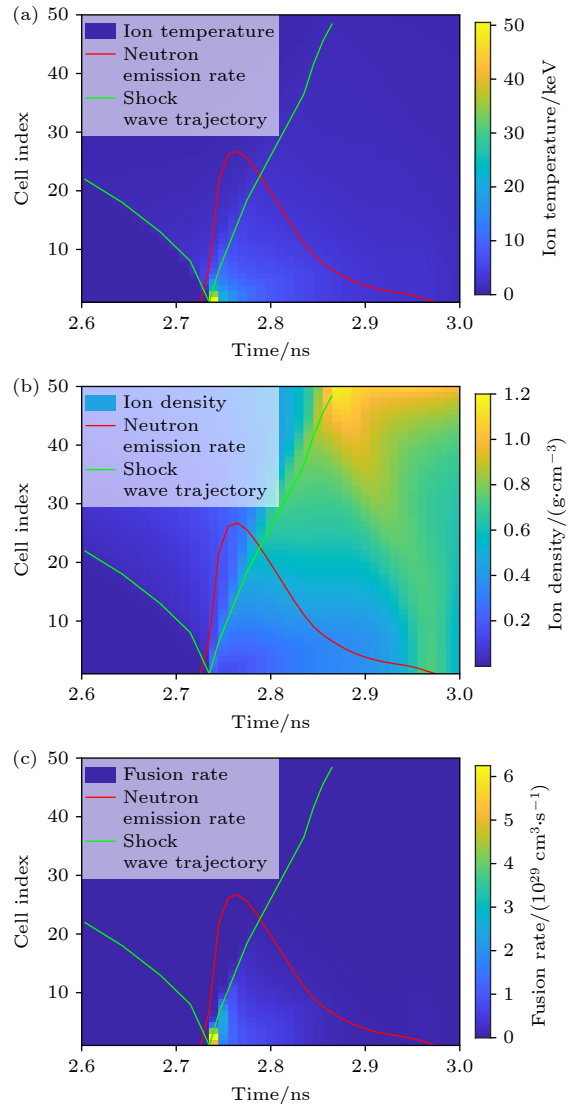 (a)
50
40
30
20
10
Cell index
Ion temperature
Neutron
emission rate
Shock
wave trajectory
2.6 2.7 2.8 2.9 3.0
Time/ns
50
40
30
20
10
0
Ion temperature/keV
(b)
50
40
30
20
10
Cell index
Ion density
Neutron
emission rate
Shock
wave trajectory
2.6 2.7 2.8 2.9 3.0
Time/ns
1.2
1.0
0.8
0.6
0.4
0.2
Ion density/(g·cm⁻³)
(c)
50
40
30
20
10
Cell index
Fusion rate
Neutron
emission rate
Shock
wave trajectory
2.6 2.7 2.8 2.9 3.0
Time/ns
6
5
4
3
2
1
0
Fusion rate/(10²⁹ cm³·s⁻¹)